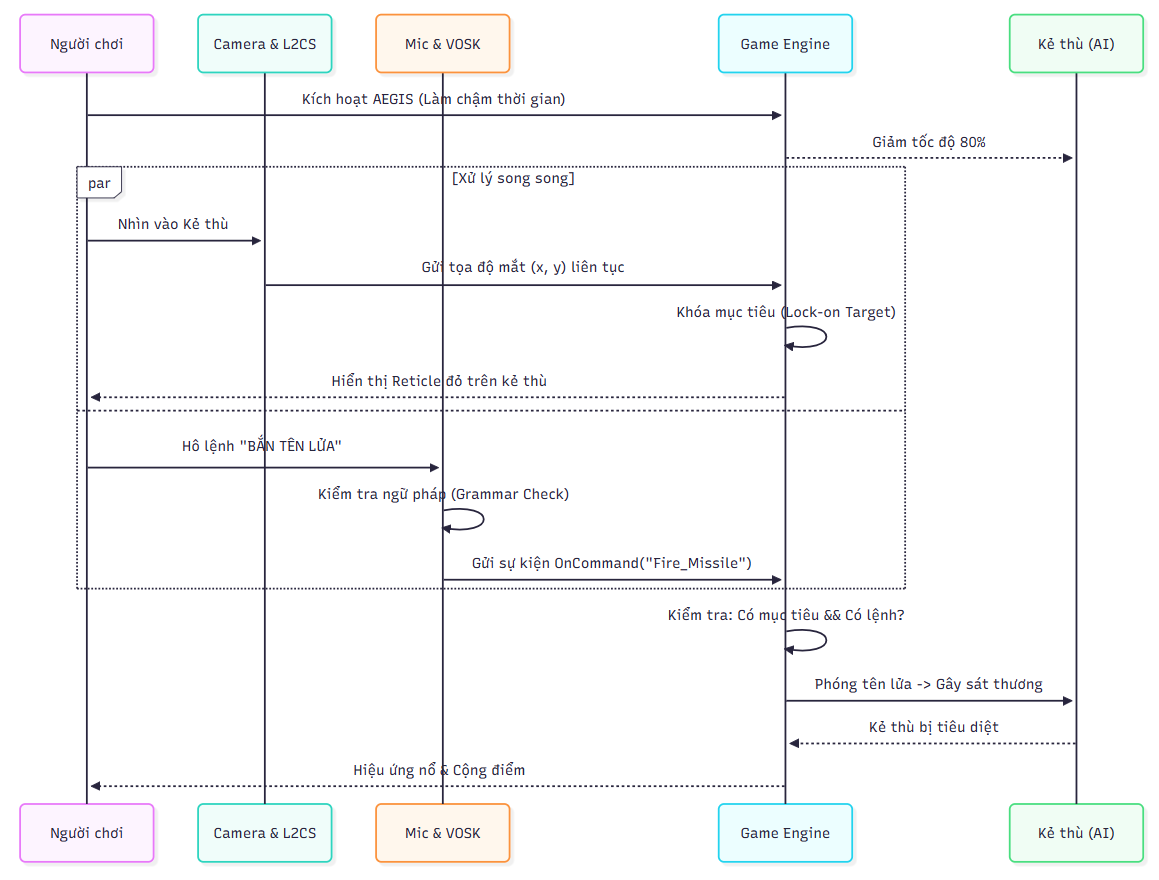 Người chơi
Camera & L2CS
Mic & VOSK
Game Engine
Kẻ thù (AI)
Kích hoạt AEGIS (Làm chậm thời gian)
Giảm tốc độ 80%
par
[Xử lý song song]
Nhìn vào Kẻ thù
Gửi tọa độ mắt (x, y) liên tục
Khóa mục tiêu (Lock-on Target)
Hiển thị Reticle đỏ trên kẻ thù
Hô lệnh "BẮN TÊN LỬA"
Kiểm tra ngữ pháp (Grammar Check)
Gửi sự kiện OnCommand("Fire_Missile")
Kiểm tra: Có mục tiêu && Có lệnh?
Phóng tên lửa -> Gây sát thương
Kẻ thù bị tiêu diệt
Hiệu ứng nổ & Cộng điểm
Người chơi
Camera & L2CS
Mic & VOSK
Game Engine
Kẻ thù (AI)